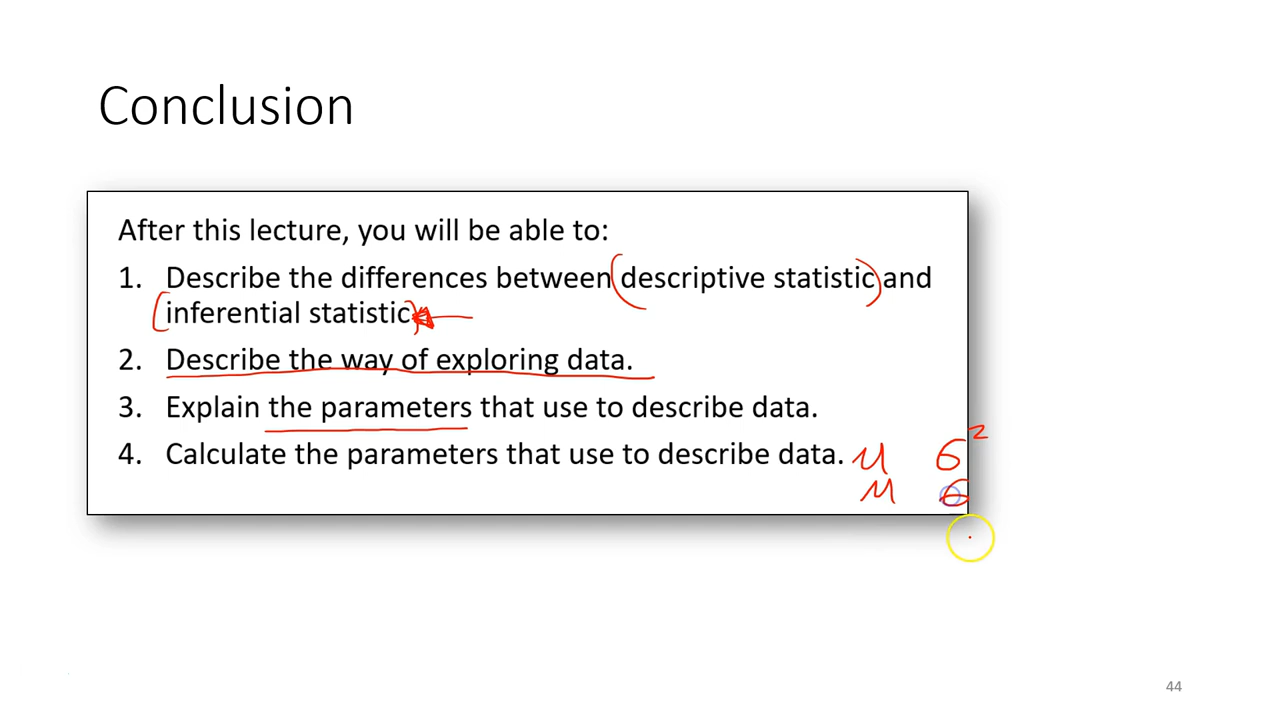 Conclusion
After this lecture, you will be able to:
1. Describe the differences between descriptive statistic and
inferential statistic
2. Describe the way of exploring data.
3. Explain the parameters that use to describe data.
4. Calculate the parameters that use to describe data. μ σ²
44